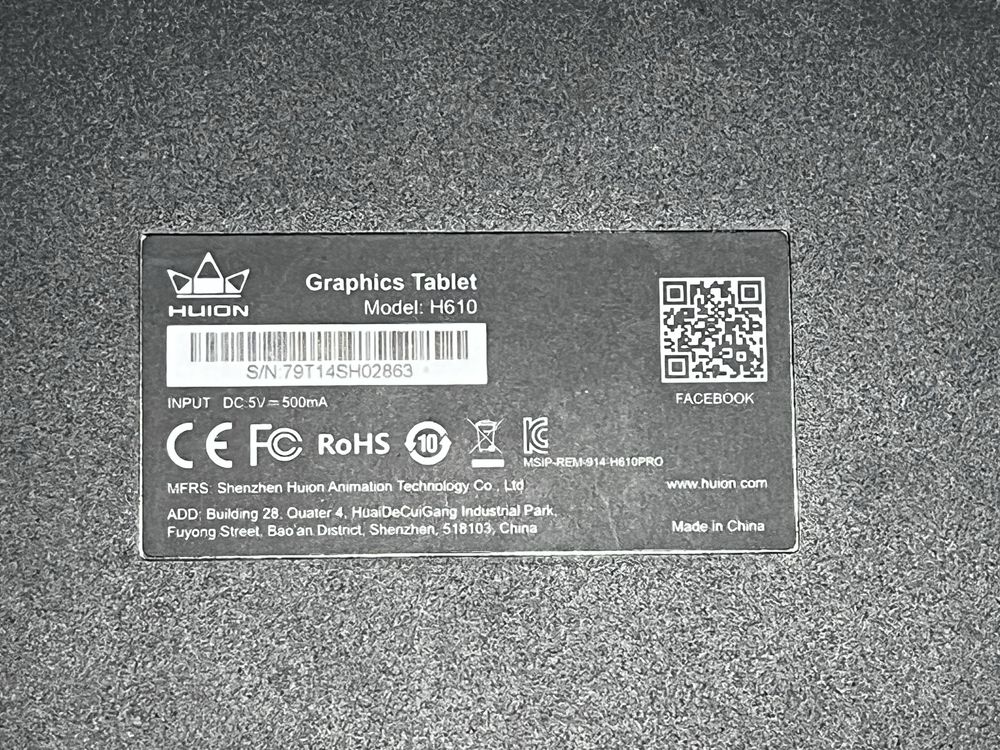 HUION
Graphics Tablet
Model: H610
S/N 79T14SH02863
INPUT DC 5V⎓500mA
CE FC RoHS 10
MSIP-REM-914-H610PRO
FACEBOOK
MFRS: Shenzhen Huion Animation Technology Co., Ltd
www.huion.com
ADD: Building 28, Quater 4, HuaiDeCuiGang Industrial Park,
Fuyong Street, Bao'an District, Shenzhen, 518103, China
Made in China